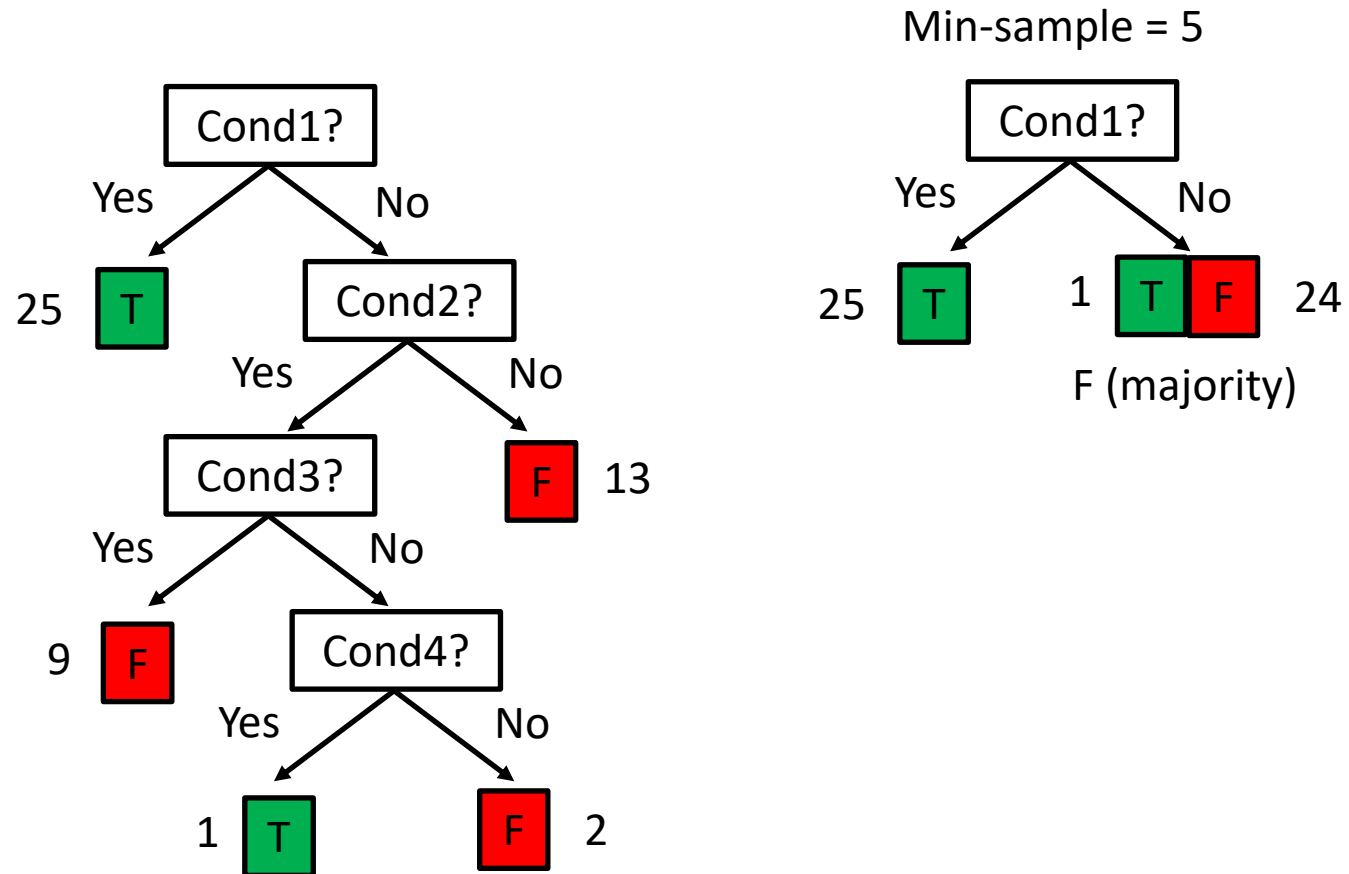 Min-sample = 5
Cond1?
Yes
No
25
T
Cond2?
Yes
No
Cond3?
F
13
Yes
No
9
F
Cond4?
Yes
No
1
T
F
2
Cond1?
Yes
No
25
T
1
T
F
24
F (majority)